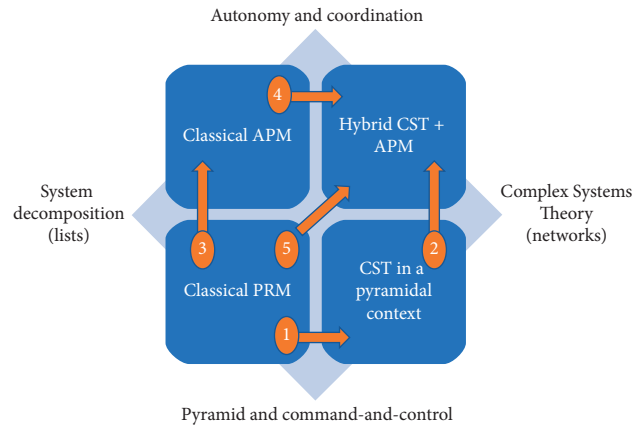 Autonomy and coordination
4
Classical APM
Hybrid CST +
APM
System
decomposition
(lists)
Complex Systems
Theory
(networks)
3
5
2
Classical PRM
CST in a
pyramidal
context
1
Pyramid and command-and-control